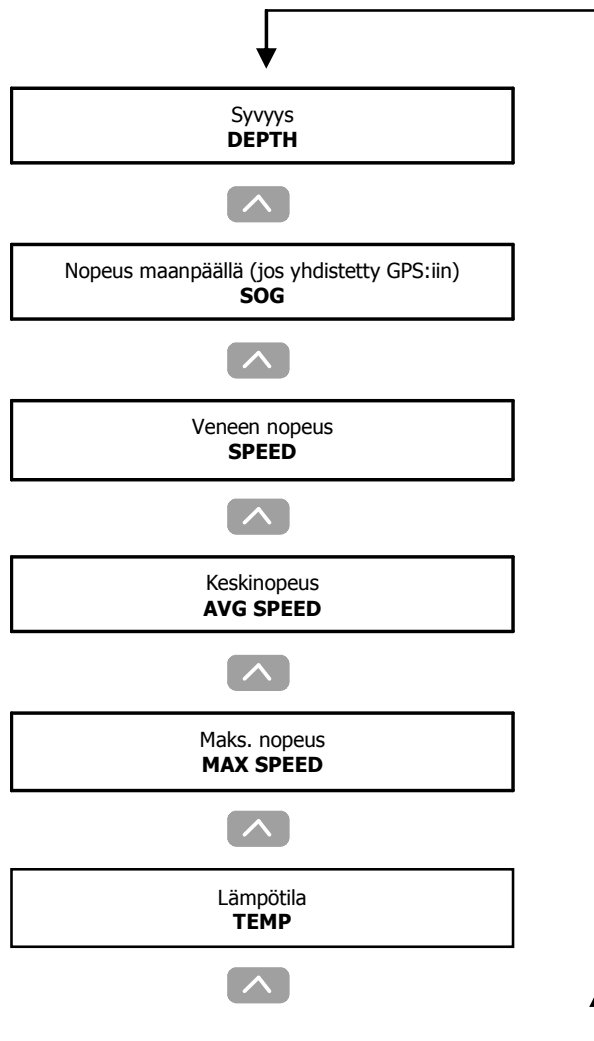 Syvyys
DEPTH
Nopeus maanpäällä (jos yhdistetty GPS:iin)
SOG
Veneen nopeus
SPEED
Keskinopeus
AVG SPEED
Maks. nopeus
MAX SPEED
Lämpötila
TEMP